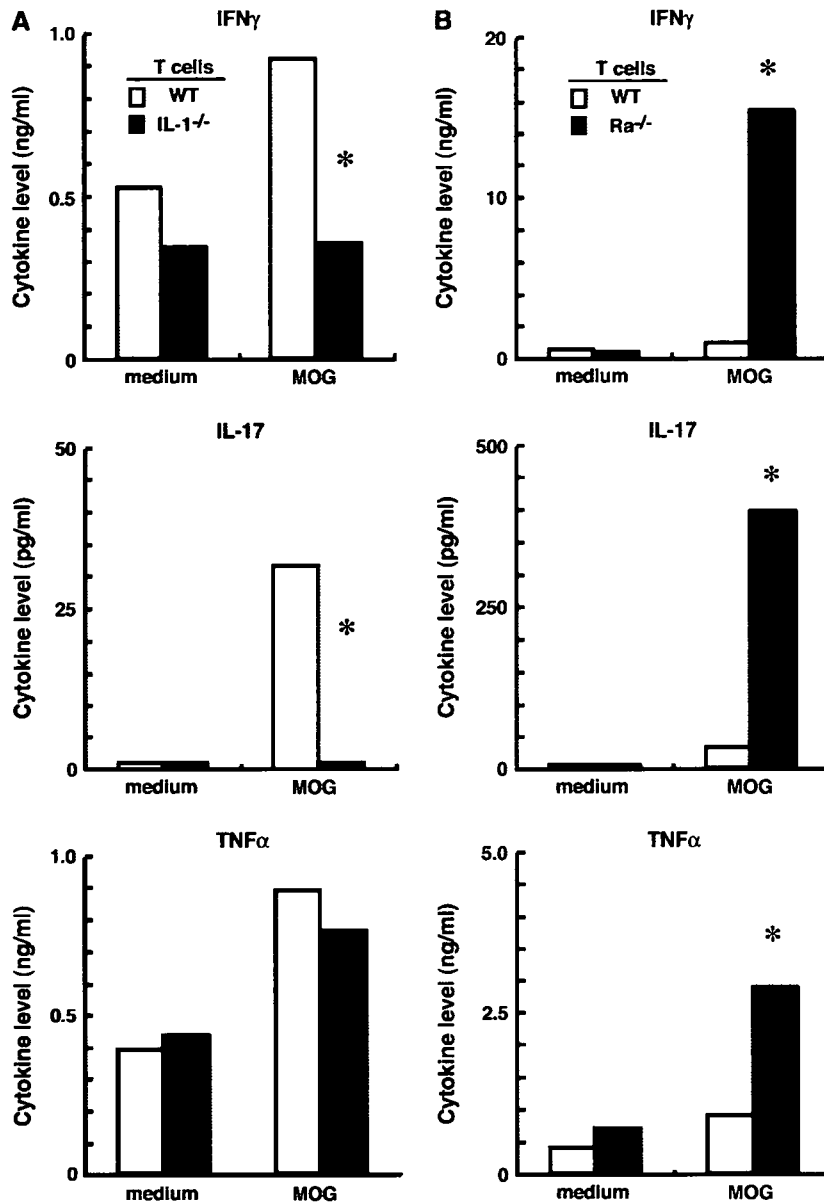 A
IFNγ
Cytokine level (ng/ml)
1.0
0.5
0
T cells
WT
IL-1-/-
*
medium
MOG
IL-17
Cytokine level (pg/ml)
50
25
0
*
medium
MOG
TNFα
Cytokine level (ng/ml)
1.0
0.5
0
medium
MOG
B
IFNγ
Cytokine level (ng/ml)
20
10
0
T cells
WT
Ra-/-
*
medium
MOG
IL-17
Cytokine level (pg/ml)
500
250
0
*
medium
MOG
TNFα
Cytokine level (ng/ml)
5.0
2.5
0
*
medium
MOG